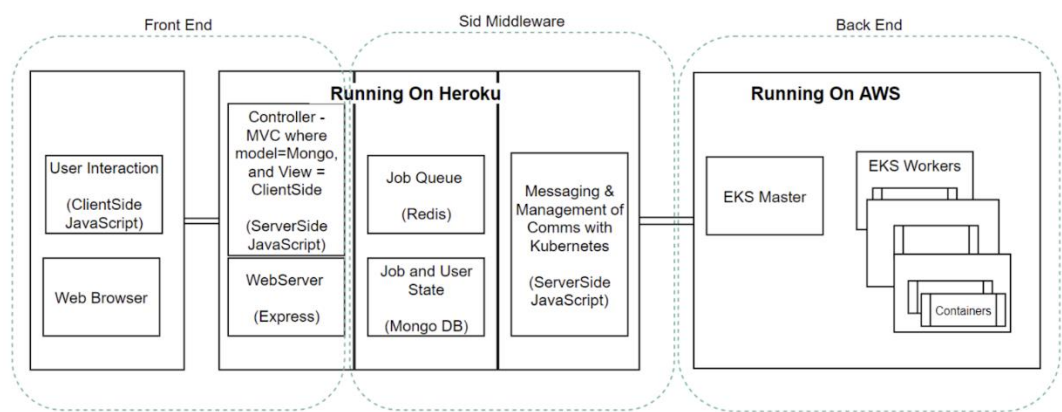 Front End
Sid Middleware
Back End
Running On Heroku
Running On AWS
User Interaction
(ClientSide
JavaScript)
Web Browser
Controller -
MVC where
model=Mongo,
and View =
ClientSide
(ServerSide
JavaScript)
WebServer
(Express)
Job Queue
(Redis)
Job and User
State
(Mongo DB)
Messaging &
Management of
Comms with
Kubernetes
(ServerSide
JavaScript)
EKS Master
EKS Workers
Containers